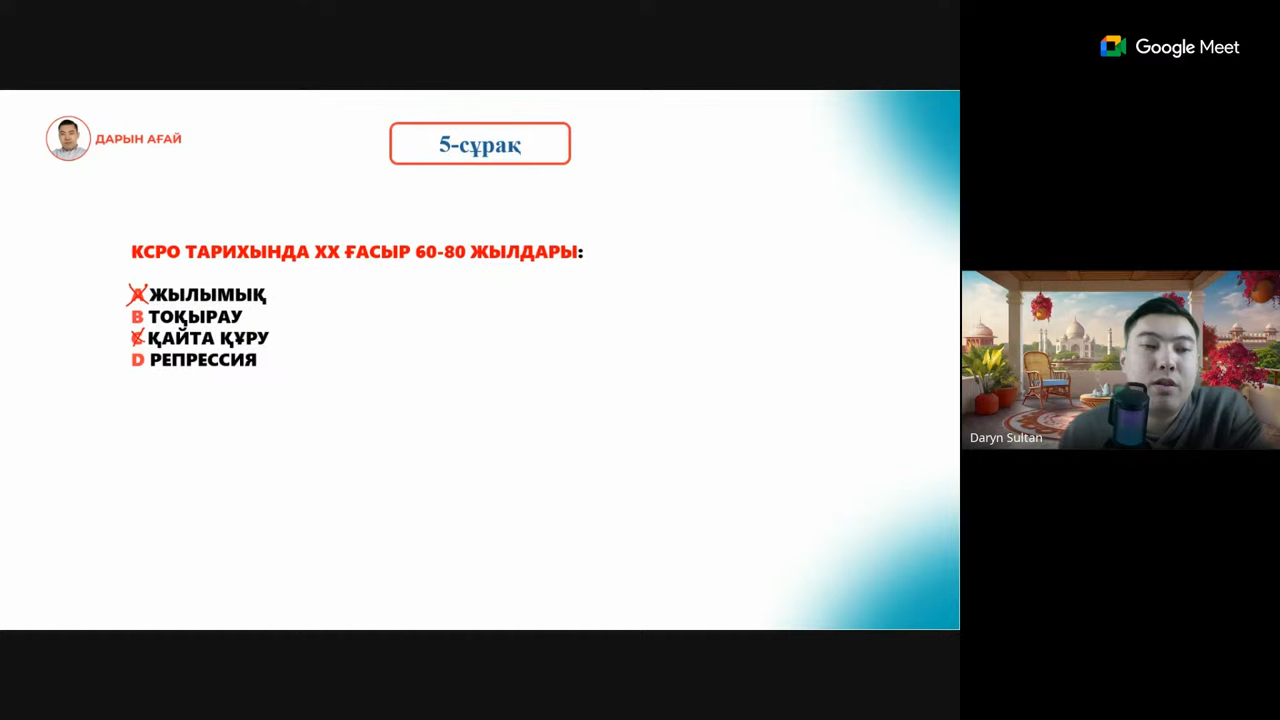 Google Meet
ДАРЫН АҒАЙ
5-сұрақ
КСРО ТАРИХЫНДА ХХ ҒАСЫР 60-80 ЖЫЛДАРЫ:
A ЖЫЛЫМЫҚ
B ТОҚЫРАУ
C ҚАЙТА ҚҰРУ
D РЕПРЕССИЯ
Daryn Sultan